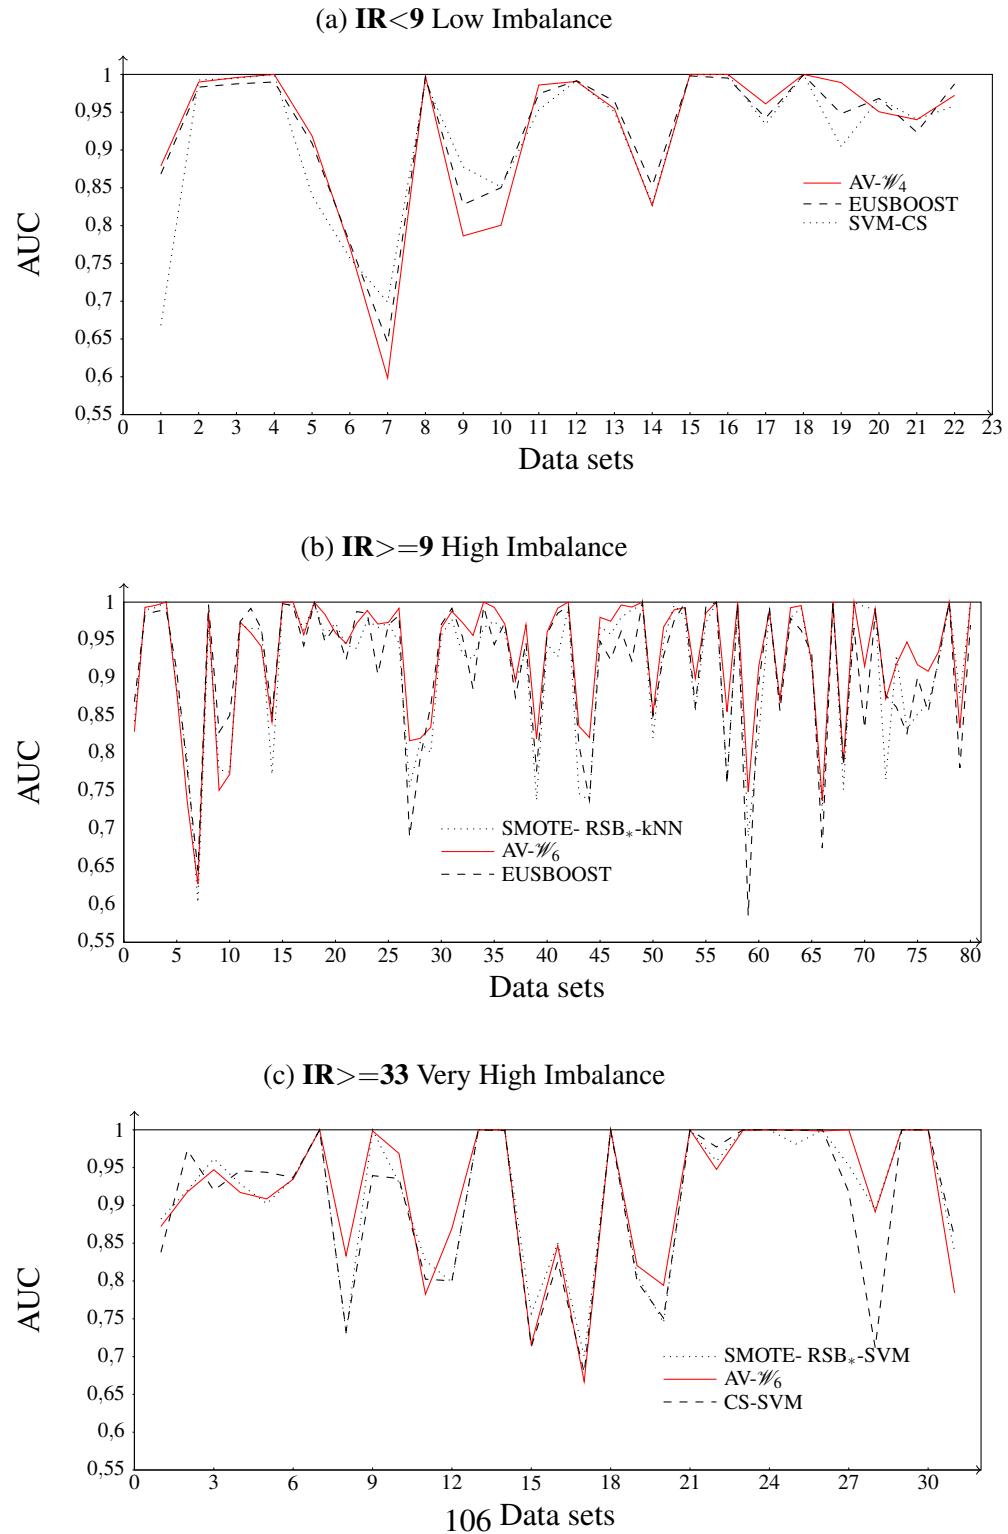 (a) IR<9 Low Imbalance
1
0,95
0,9
0,85
0,8
0,75
0,7
0,65
0,6
0,55
AUC
AV-𝒲4
EUSBOOST
SVM-CS
0 1 2 3 4 5 6 7 8 9 10 11 12 13 14 15 16 17 18 19 20 21 22 23
Data sets
(b) IR>=9 High Imbalance
1
0,95
0,9
0,85
0,8
0,75
0,7
0,65
0,6
0,55
AUC
SMOTE- RSB*-kNN
AV-𝒲6
EUSBOOST
0 5 10 15 20 25 30 35 40 45 50 55 60 65 70 75 80
Data sets
(c) IR>=33 Very High Imbalance
1
0,95
0,9
0,85
0,8
0,75
0,7
0,65
0,6
0,55
AUC
SMOTE- RSB*-SVM
AV-𝒲6
CS-SVM
0 3 6 9 12 15 18 21 24 27 30
Data sets
106